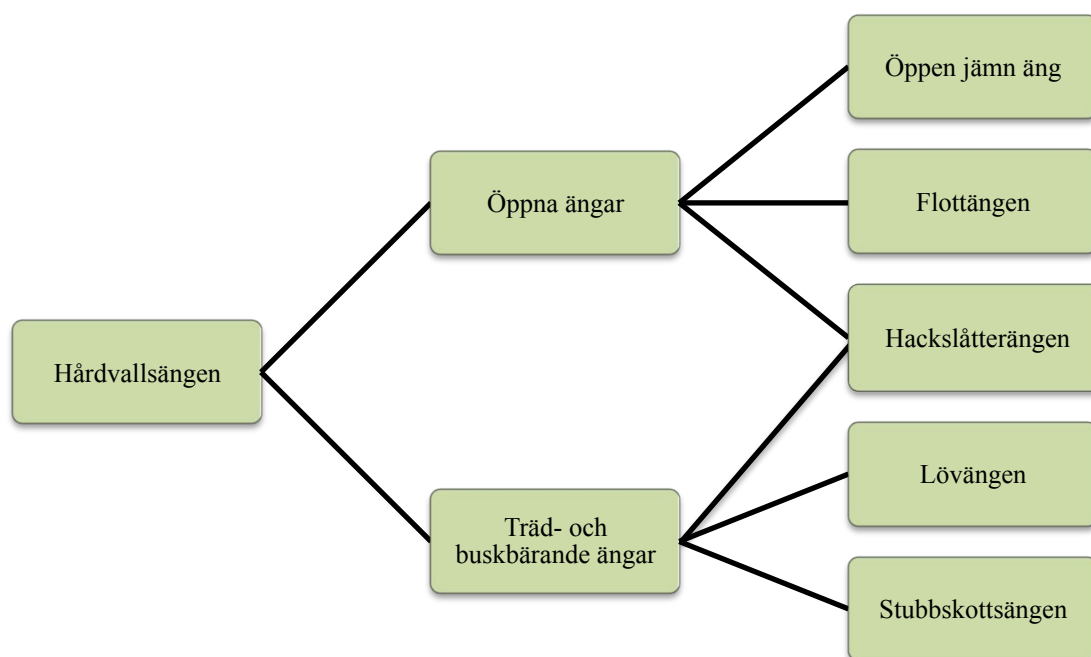 Öppen jämn äng
Öppna ängar
Flottängen
Hårdvallsängen
Hackslåtterängen
Träd- och
buskbärande ängar
Lövängen
Stubbskottsängen